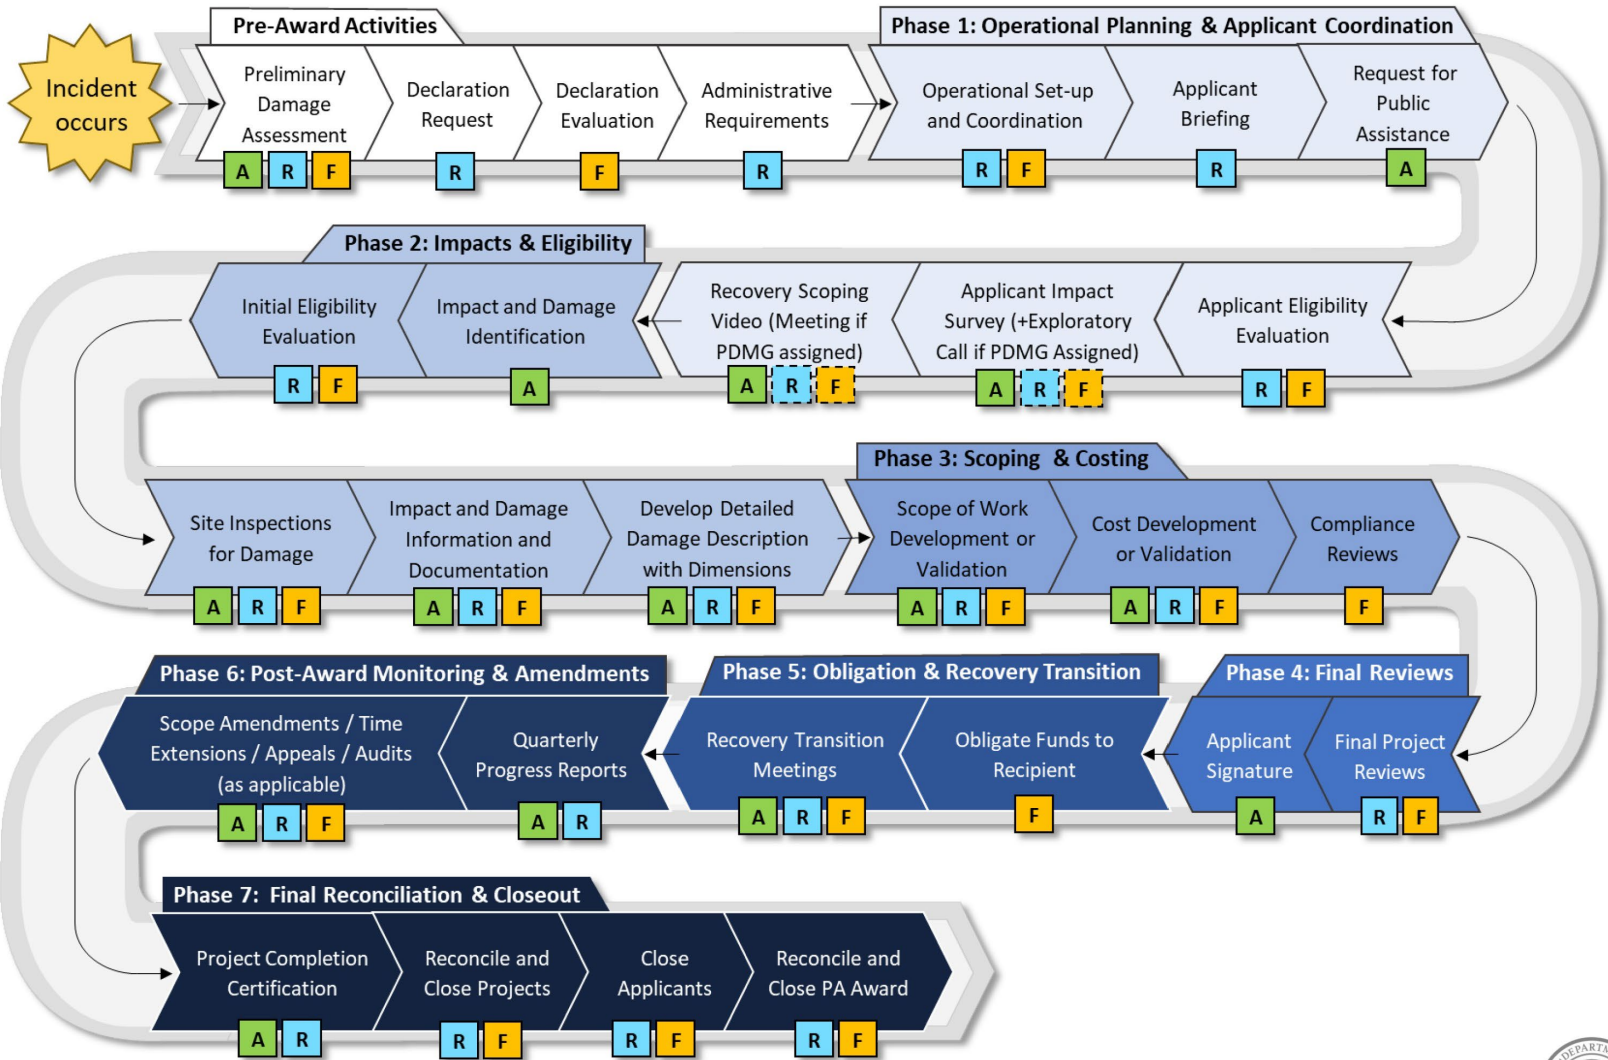 Incident
occurs
Pre-Award Activities
Preliminary
Damage
Assessment
A R F
Declaration
Request
R
Declaration
Evaluation
F
Administrative
Requirements
R
Phase 1: Operational Planning & Applicant Coordination
Operational Set-up
and Coordination
R F
Applicant
Briefing
R
Request for
Public
Assistance
A
Applicant Eligibility
Evaluation
R F
Applicant Impact
Survey (+Exploratory
Call if PDMG Assigned)
A R F
Recovery Scoping
Video (Meeting if
PDMG assigned)
A R F
Phase 2: Impacts & Eligibility
Impact and Damage
Identification
A
Initial Eligibility
Evaluation
R F
Site Inspections
for Damage
A R F
Impact and Damage
Information and
Documentation
A R F
Develop Detailed
Damage Description
with Dimensions
A R F
Phase 3: Scoping & Costing
Scope of Work
Development or
Validation
A R F
Cost Development
or Validation
A R F
Compliance
Reviews
F
Phase 4: Final Reviews
Final Project
Reviews
R F
Applicant
Signature
A
Phase 5: Obligation & Recovery Transition
Obligate Funds to
Recipient
F
Recovery Transition
Meetings
A R F
Phase 6: Post-Award Monitoring & Amendments
Quarterly
Progress Reports
A R
Scope Amendments / Time
Extensions / Appeals / Audits
(as applicable)
A R F
Phase 7: Final Reconciliation & Closeout
Project Completion
Certification
A R
Reconcile and
Close Projects
R F
Close
Applicants
R F
Reconcile and
Close PA Award
R F